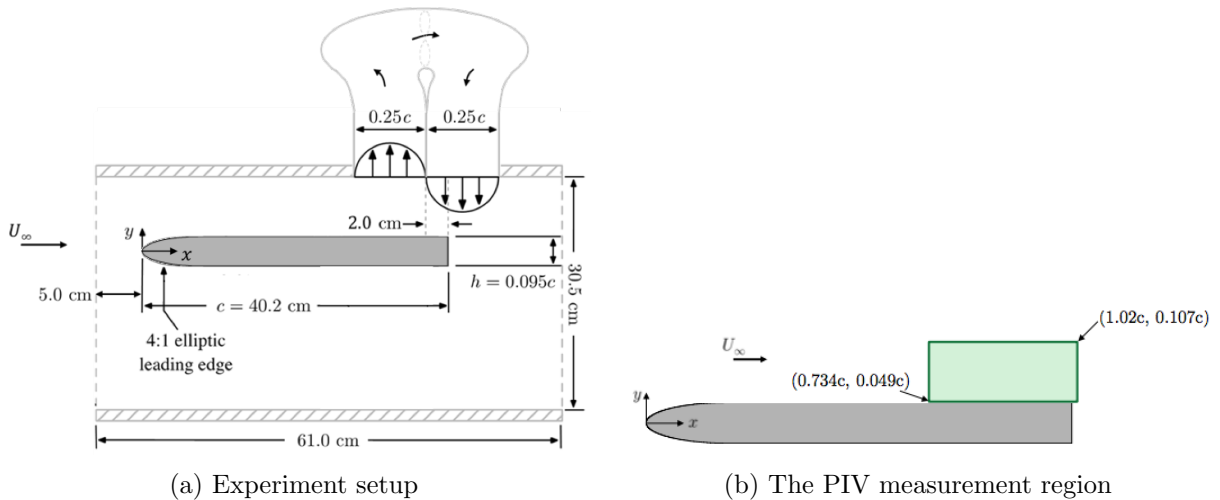 0.25c
0.25c
2.0 cm
U∞
y
x
5.0 cm
c = 40.2 cm
h = 0.095c
30.5 cm
4:1 elliptic
leading edge
61.0 cm
(a) Experiment setup
(1.02c, 0.107c)
U∞
(0.734c, 0.049c)
y
x
(b) The PIV measurement region